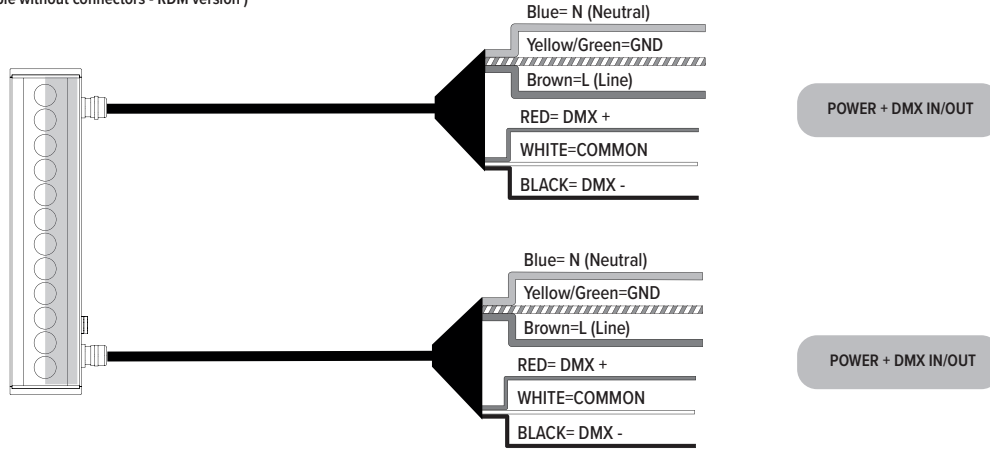 ble without connectors - RDM version )
Blue= N (Neutral)
Yellow/Green=GND
Brown=L (Line)
RED= DMX +
WHITE=COMMON
BLACK= DMX -
POWER + DMX IN/OUT
Blue= N (Neutral)
Yellow/Green=GND
Brown=L (Line)
RED= DMX +
WHITE=COMMON
BLACK= DMX -
POWER + DMX IN/OUT